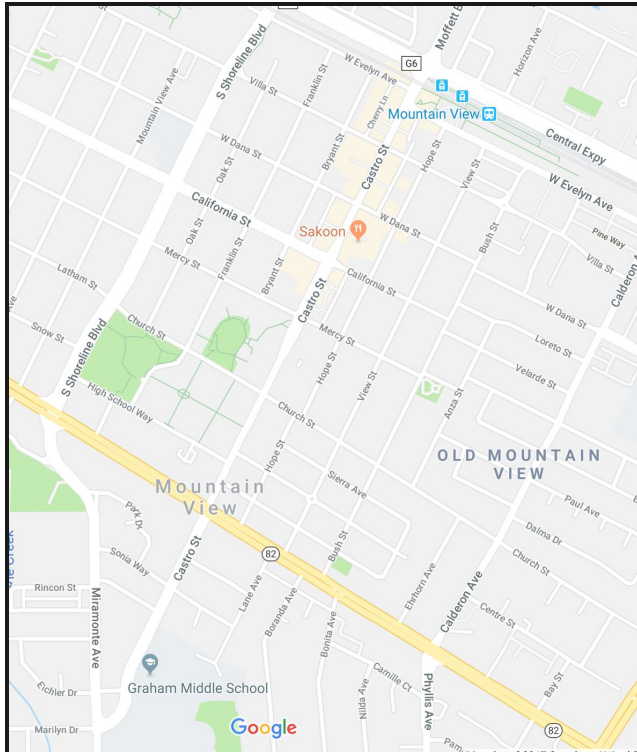 Moffett B
G6
Horizon Ave
S Shoreline Blvd
W Evelyn Ave
Mountain View Ave
Villa St
Franklin St
Cherry Ln
Mountain View
Central Expy
W Dana St
Bryant St
Castro St
Hope St
View St
W Evelyn Ave
Oak St
California St
Sakoon
W Dana St
Bush St
Pine Way
Villa St
Calderon A
Oak St
Mercy St
Franklin St
Bryant St
California St
Latham St
Castro St
W Dana St
Ave
Snow St
Church St
Mercy St
Loreto St
S Shoreline Blvd
Hope St
View St
Velarde St
High School Way
Anza St
Church St
Hope St
OLD MOUNTAIN
VIEW
Mountain
View
Sierra Ave
Park Dr
Paul Ave
Dalma Dr
Castro St
82
Bush St
Sonia Way
Church St
Rincon St
Miramonte Ave
Lane Ave
Boranda Ave
Bonita Ave
Ehrhorn Ave
Calderon Ave
Centre St
Graham Middle School
Eichler Dr
Camille Ct
Nilda Ave
Phyllis Ave
Bay St
Marilyn Dr
Google
82
Pam